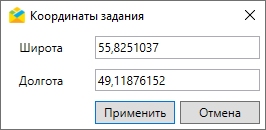 Координаты задания
Широта 55,8251037
Долгота 49,11876152
Применить Отмена